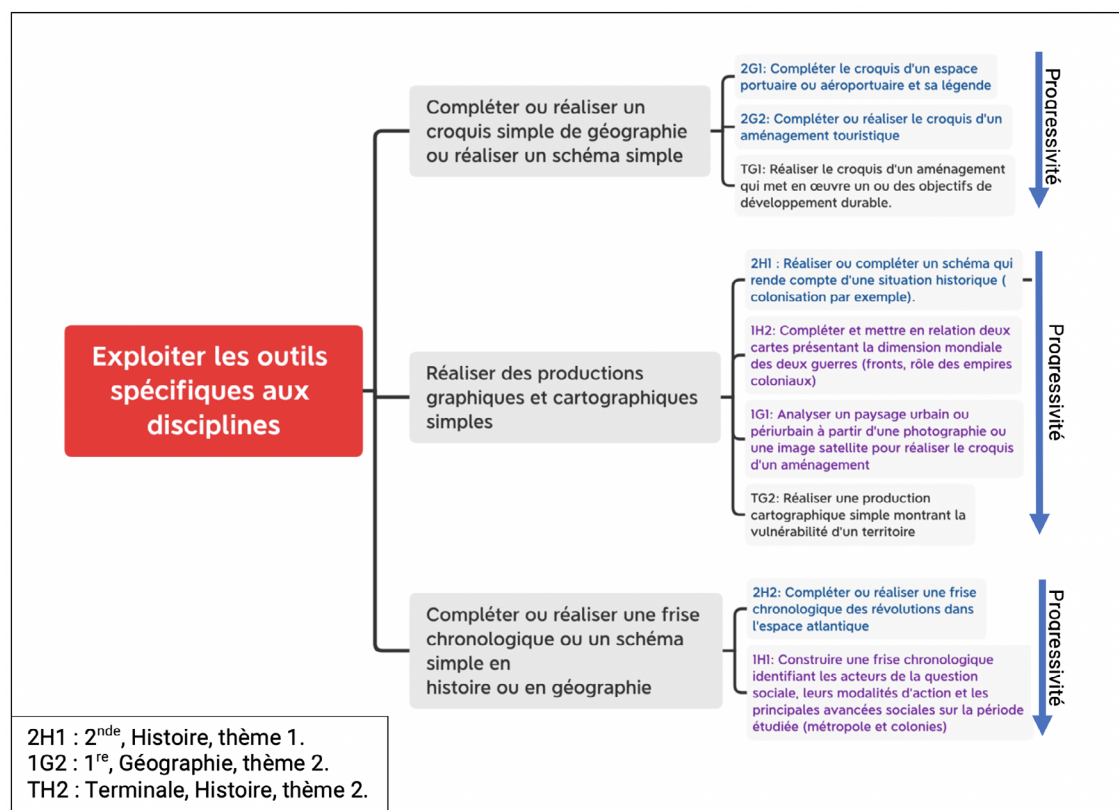 Exploiter les outils
spécifiques aux
disciplines
Compléter ou réaliser un
croquis simple de géographie
ou réaliser un schéma simple
2G1: Compléter le croquis d'un espace
portuaire ou aéroportuaire et sa légende
2G2: Compléter ou réaliser le croquis d'un
aménagement touristique
TG1: Réaliser le croquis d'un aménagement
qui met en œuvre un ou des objectifs de
développement durable.
Progressivité
Réaliser des productions
graphiques et cartographiques
simples
2H1 : Réaliser ou compléter un schéma qui
rende compte d'une situation historique (
colonisation par exemple).
1H2: Compléter et mettre en relation deux
cartes présentant la dimension mondiale
des deux guerres (fronts, rôle des empires
coloniaux)
1G1: Analyser un paysage urbain ou
périurbain à partir d'une photographie ou
une image satellite pour réaliser le croquis
d'un aménagement
TG2: Réaliser une production
cartographique simple montrant la
vulnérabilité d'un territoire
Progressivité
Compléter ou réaliser une frise
chronologique ou un schéma
simple en
histoire ou en géographie
2H2: Compléter ou réaliser une frise
chronologique des révolutions dans
l'espace atlantique
1H1: Construire une frise chronologique
identifiant les acteurs de la question
sociale, leurs modalités d'action et les
principales avancées sociales sur la période
étudiée (métropole et colonies)
Progressivité
2H1 : 2nde, Histoire, thème 1.
1G2 : 1re, Géographie, thème 2.
TH2 : Terminale, Histoire, thème 2.